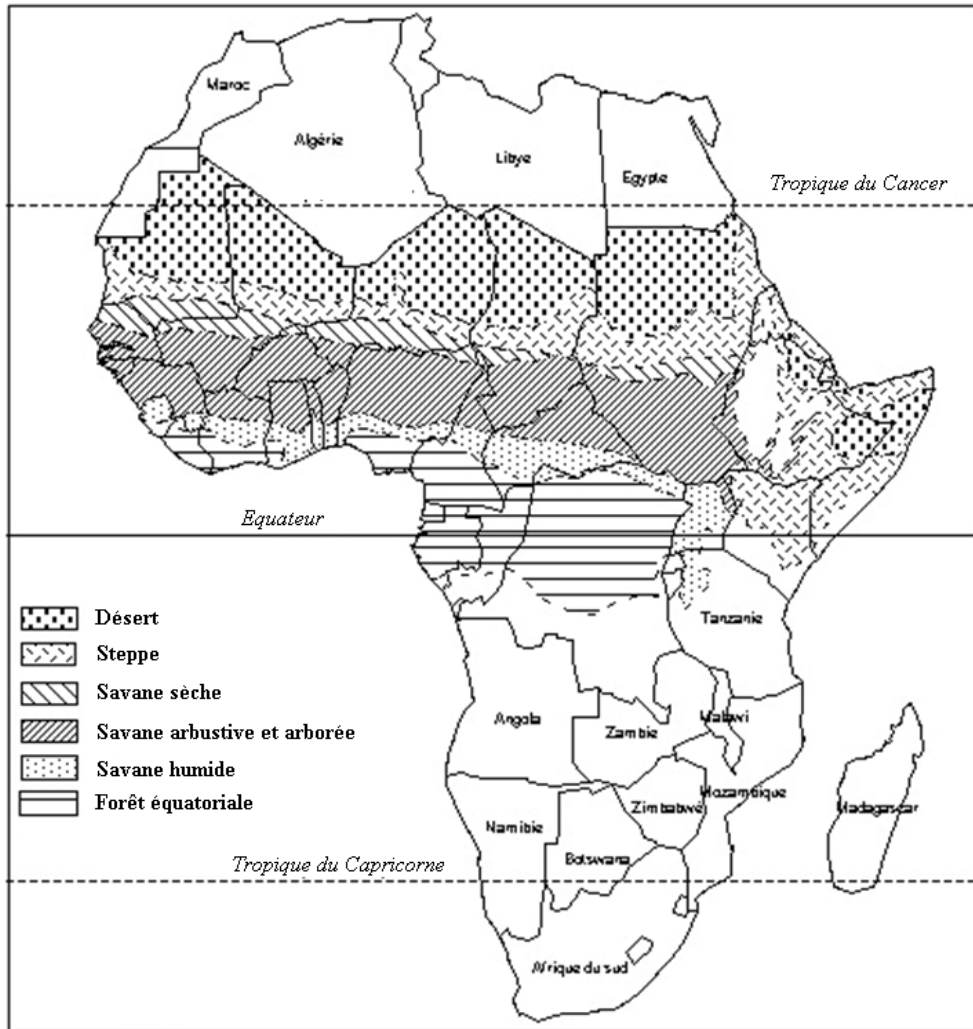 Maroc
Algérie
Libye
Egypte
Tropique du Cancer
Equateur
Désert
Steppe
Savane sèche
Savane arbustive et arborée
Savane humide
Forêt équatoriale
Tanzanie
Angola
Zambie
Malawi
Mozambique
Zimbabwe
Madagascar
Namibie
Botswana
Tropique du Capricorne
Afrique du sud